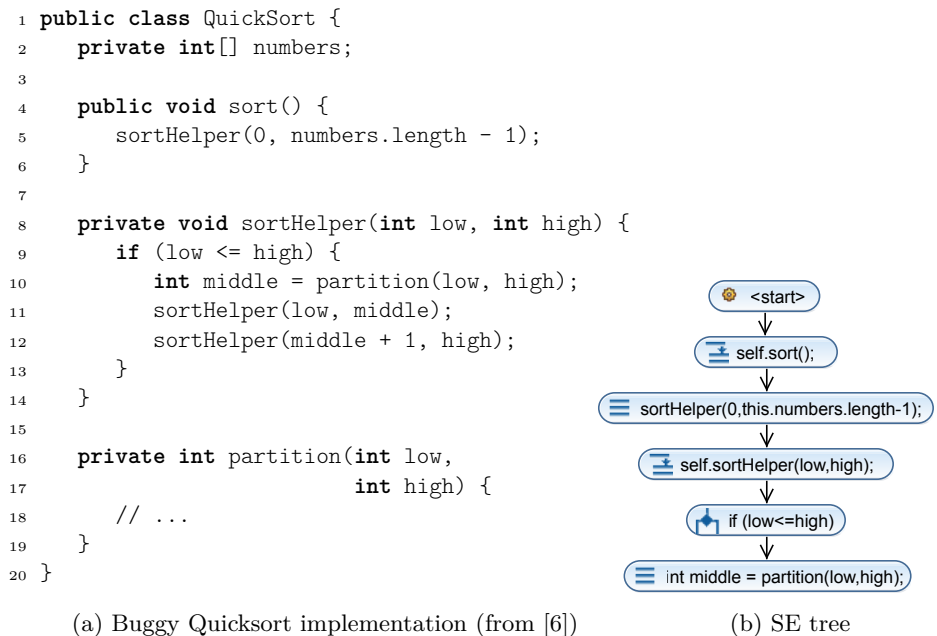 1 public class QuickSort {
2 private int[] numbers;
3
4 public void sort() {
5 sortHelper(0, numbers.length - 1);
6 }
7
8 private void sortHelper(int low, int high) {
9 if (low <= high) {
10 int middle = partition(low, high);
11 sortHelper(low, middle);
12 sortHelper(middle + 1, high);
13 }
14 }
15
16 private int partition(int low,
17 int high) {
18 // ...
19 }
20 }
(a) Buggy Quicksort implementation (from [6])
<start>
self.sort();
sortHelper(0,this.numbers.length-1);
self.sortHelper(low,high);
if (low<=high)
int middle = partition(low,high);
(b) SE tree